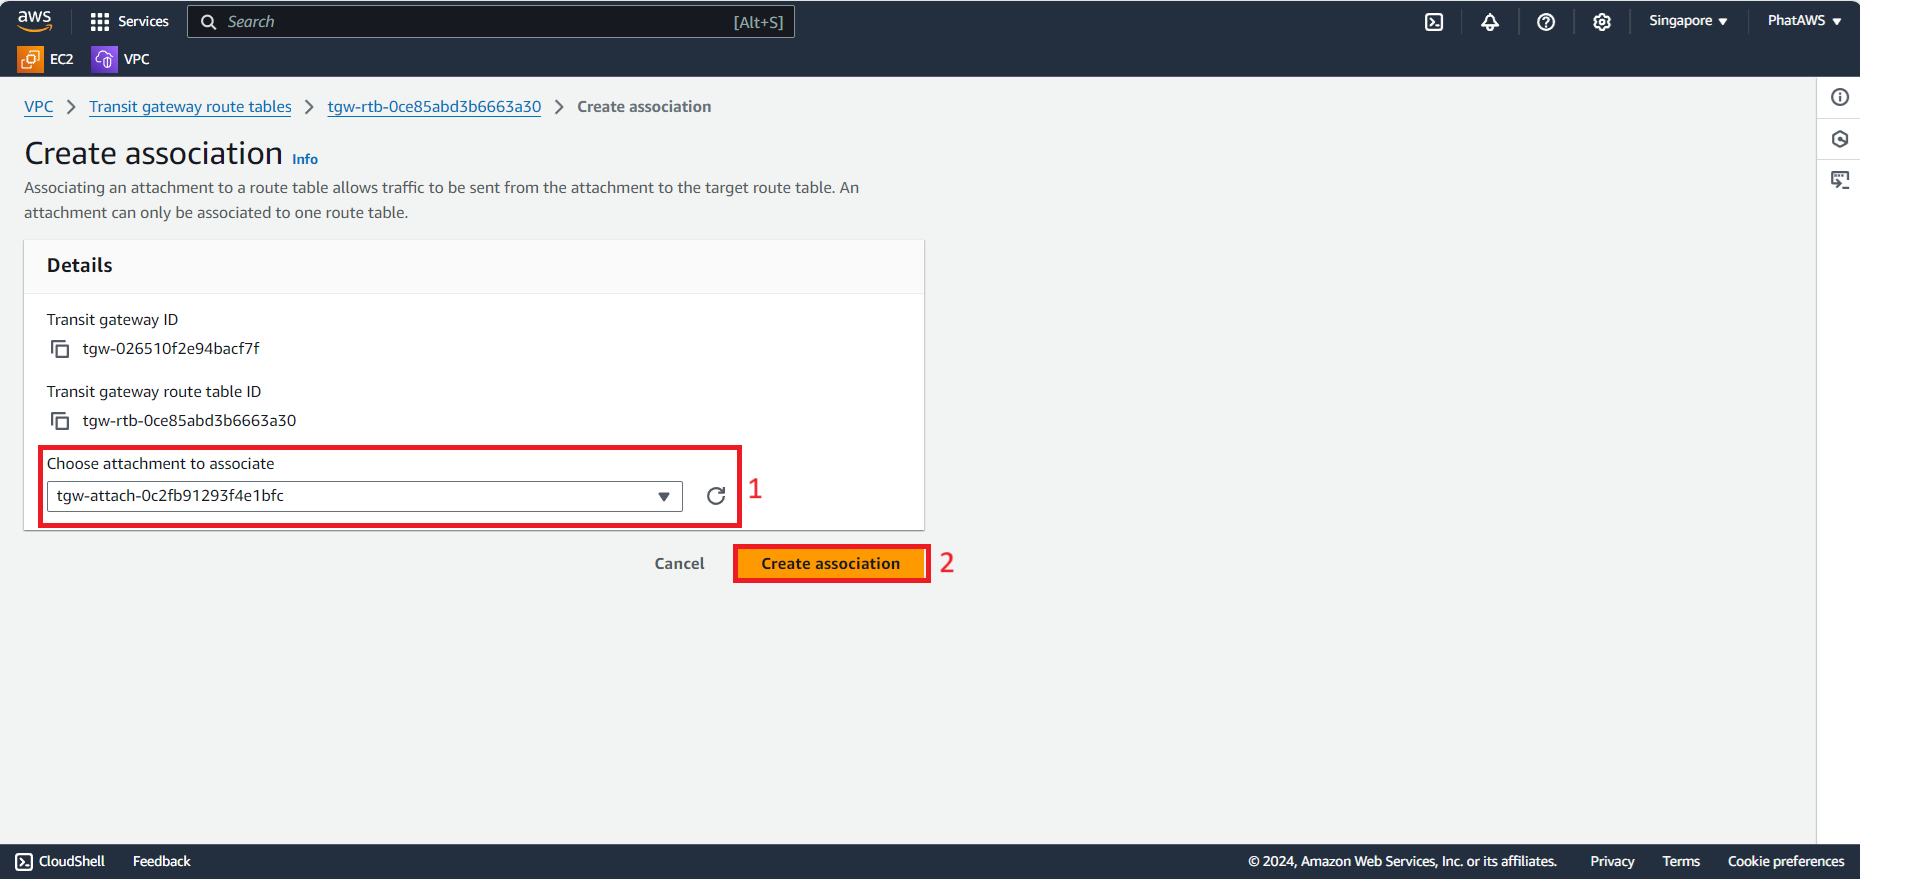 aws
Services
Search
[Alt+S]
Singapore
PhatAWS
EC2
VPC
VPC
Transit gateway route tables
tgw-rtb-0ce85abd3b6663a30
Create association
Create association
Info
Associating an attachment to a route table allows traffic to be sent from the attachment to the target route table. An
attachment can only be associated to one route table.
Details
Transit gateway ID
tgw-026510f2e94bacf7f
Transit gateway route table ID
tgw-rtb-0ce85abd3b6663a30
Choose attachment to associate
tgw-attach-0c2fb91293f4e1bfc
1
Cancel
Create association
2
CloudShell
Feedback
© 2024, Amazon Web Services, Inc. or its affiliates.
Privacy
Terms
Cookie preferences